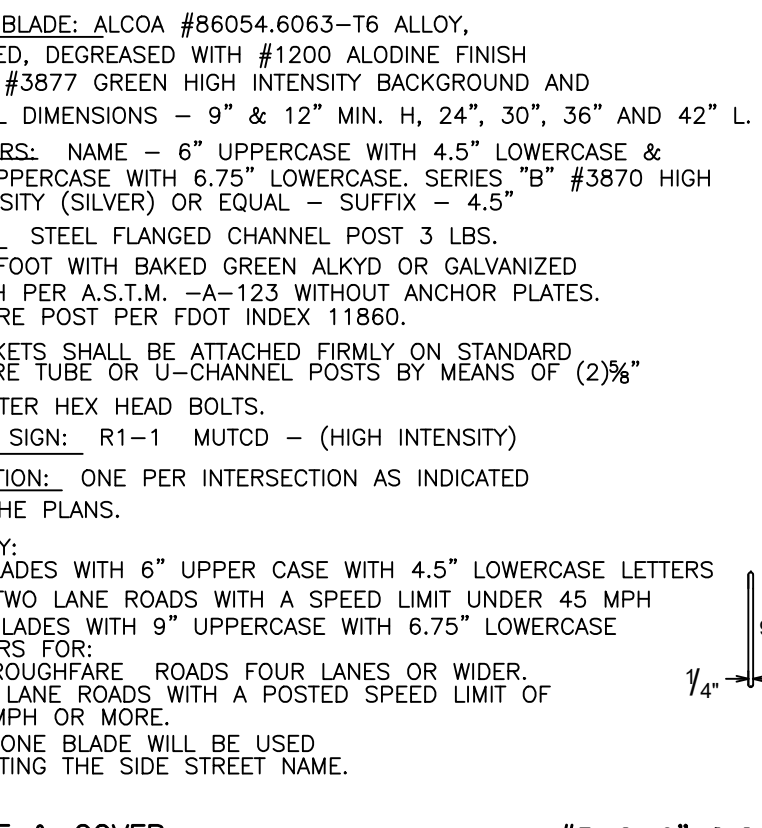 BLADE: ALCOA #86054.6063-T6 ALLOY,
ED, DEGREASED WITH #1200 ALODINE FINISH
#3877 GREEN HIGH INTENSITY BACKGROUND AND
L DIMENSIONS - 9" & 12" MIN. H, 24", 30", 36" AND 42" L.
RS: NAME - 6" UPPERCASE WITH 4.5" LOWERCASE &
PPERCASE WITH 6.75" LOWERCASE. SERIES "B" #3870 HIGH
SITY (SILVER) OR EQUAL - SUFFIX - 4.5"
STEEL FLANGED CHANNEL POST 3 LBS.
FOOT WITH BAKED GREEN ALKYD OR GALVANIZED
H PER A.S.T.M. -A-123 WITHOUT ANCHOR PLATES.
RE POST PER FDOT INDEX 11860.
KETS SHALL BE ATTACHED FIRMLY ON STANDARD
RE TUBE OR U-CHANNEL POSTS BY MEANS OF (2)5/8"
TER HEX HEAD BOLTS.
SIGN: R1-1 MUTCD - (HIGH INTENSITY)
TION: ONE PER INTERSECTION AS INDICATED
HE PLANS.
Y:
LADES WITH 6" UPPER CASE WITH 4.5" LOWERCASE LETTERS
TWO LANE ROADS WITH A SPEED LIMIT UNDER 45 MPH
LADES WITH 9" UPPERCASE WITH 6.75" LOWERCASE
RS FOR:
ROUGHFARE ROADS FOUR LANES OR WIDER.
LANE ROADS WITH A POSTED SPEED LIMIT OF
MPH OR MORE.
ONE BLADE WILL BE USED
TING THE SIDE STREET NAME.
1/4"